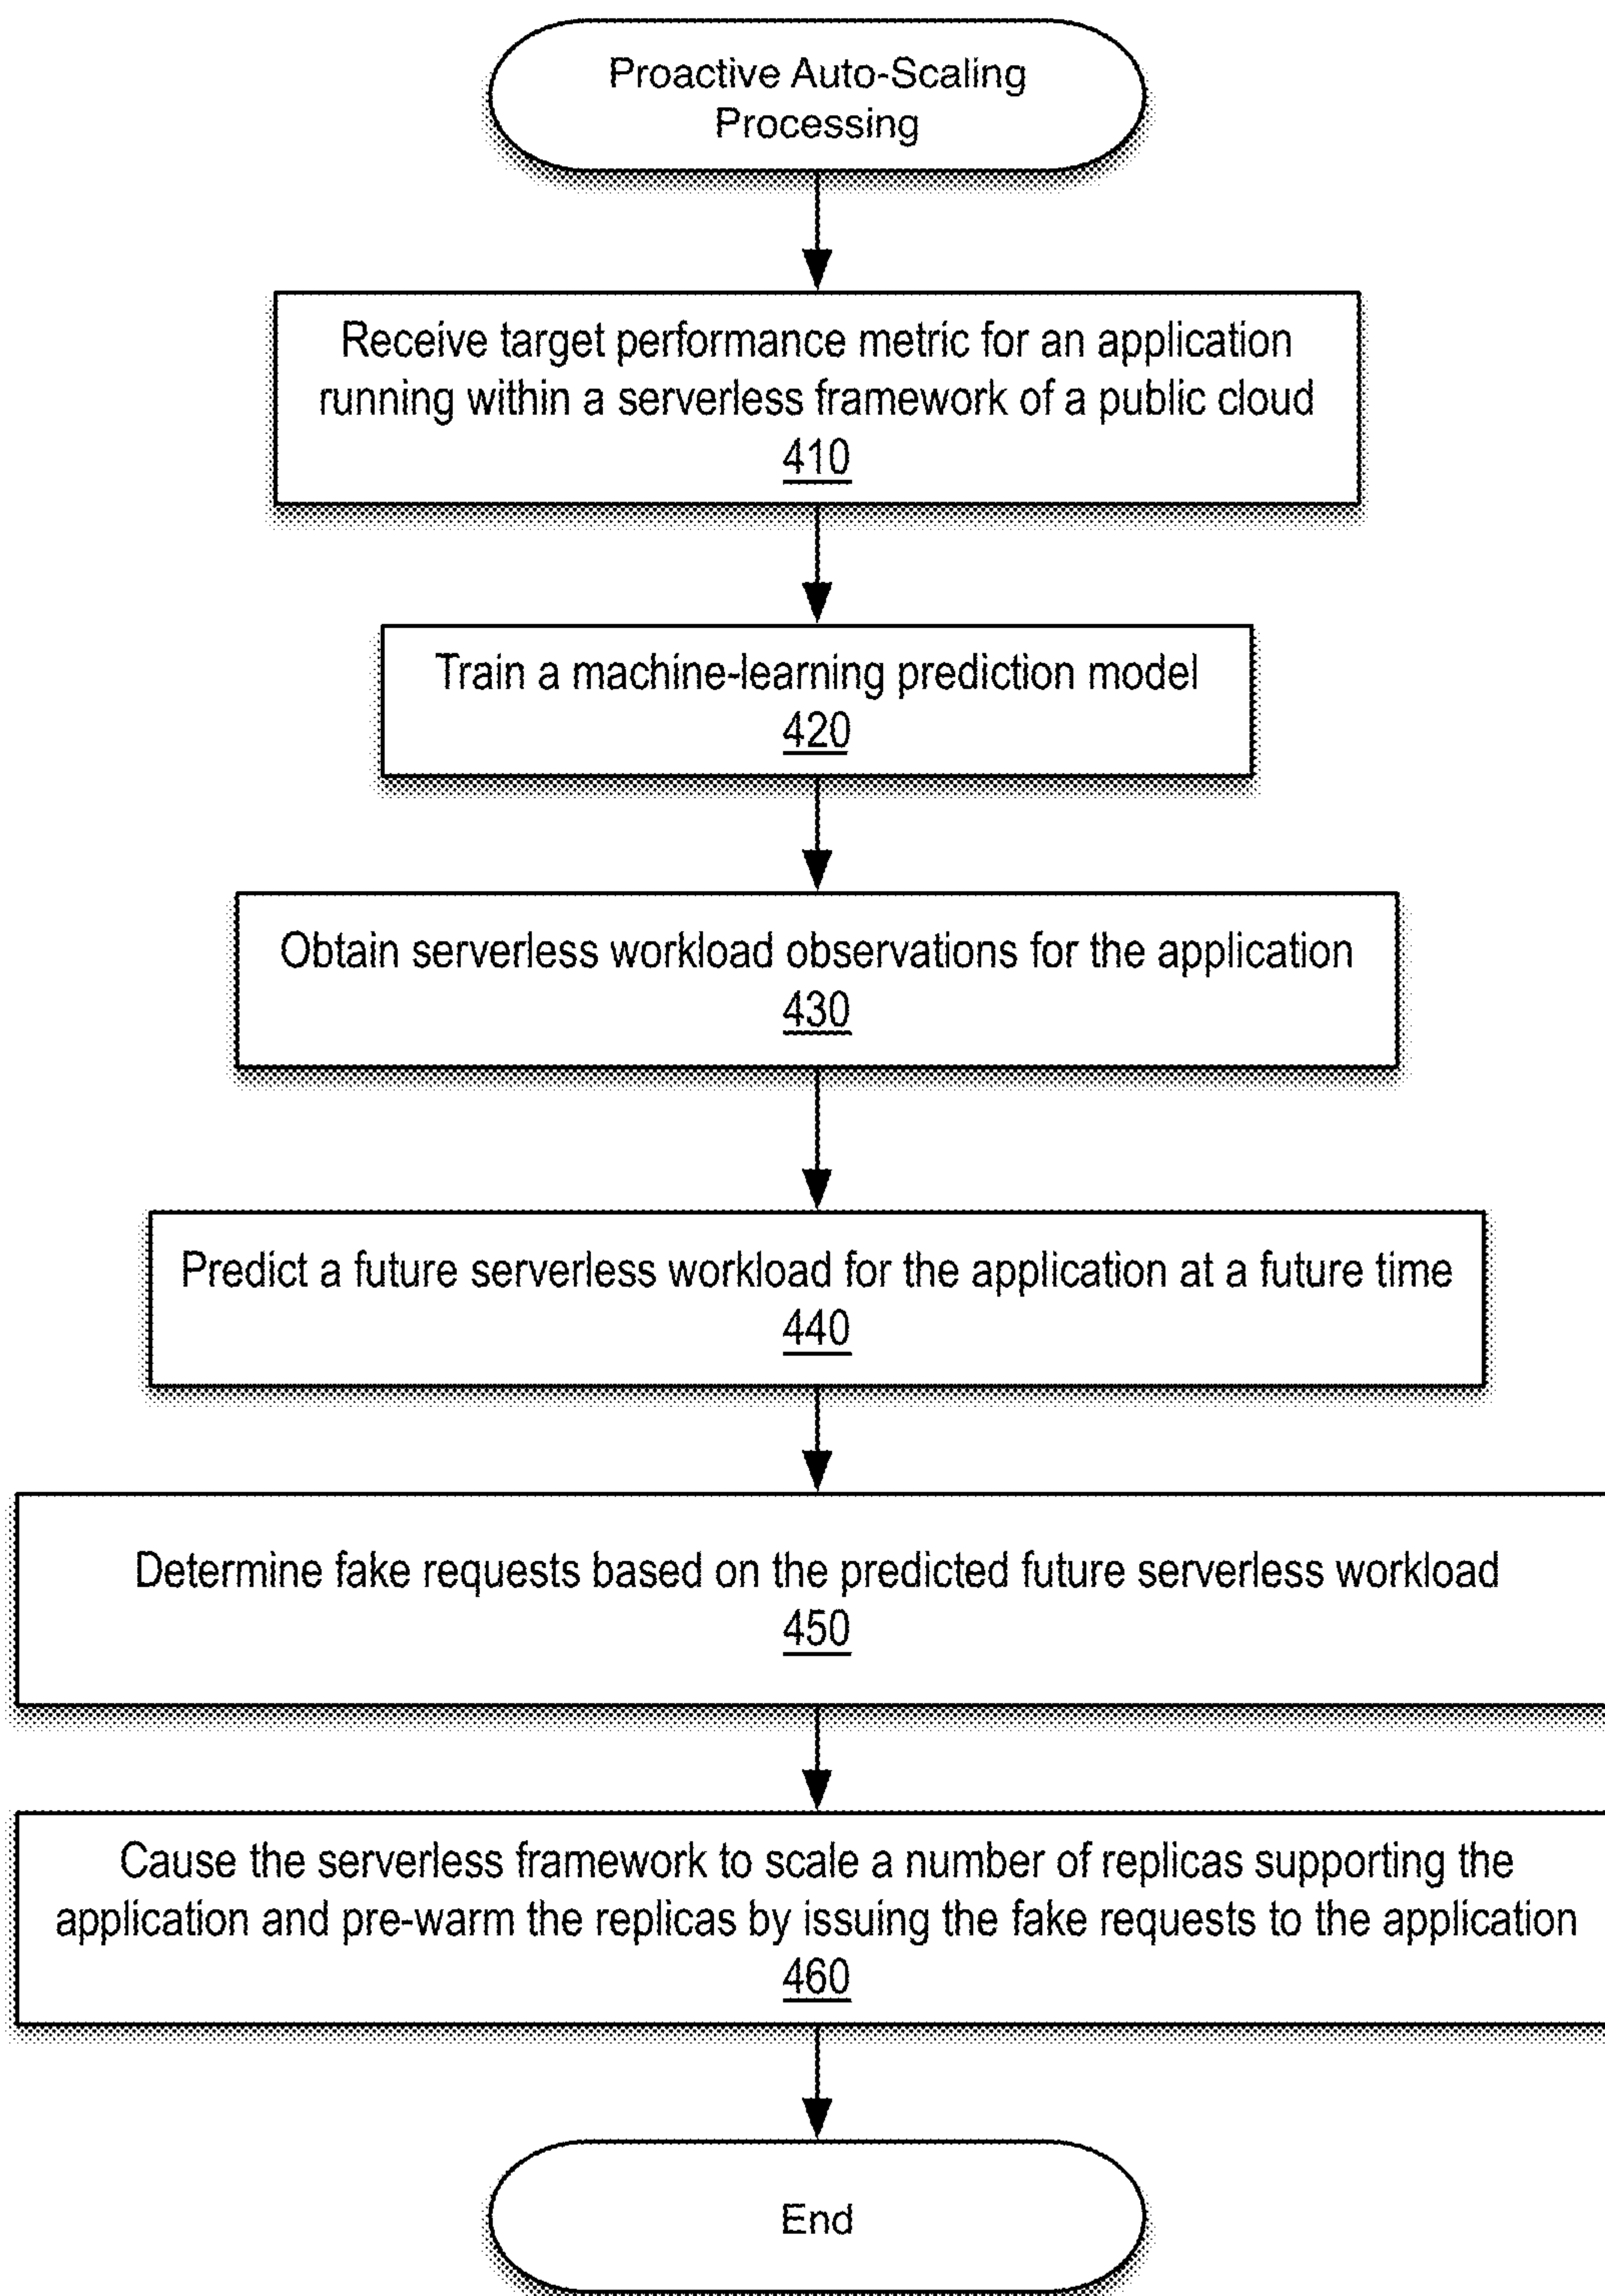 Proactive Auto-Scaling
Processing
Receive target performance metric for an application
running within a serverless framework of a public cloud
410
Train a machine-learning prediction model
420
Obtain serverless workload observations for the application
430
Predict a future serverless workload for the application at a future time
440
Determine fake requests based on the predicted future serverless workload
450
Cause the serverless framework to scale a number of replicas supporting the
application and pre-warm the replicas by issuing the fake requests to the application
460
End